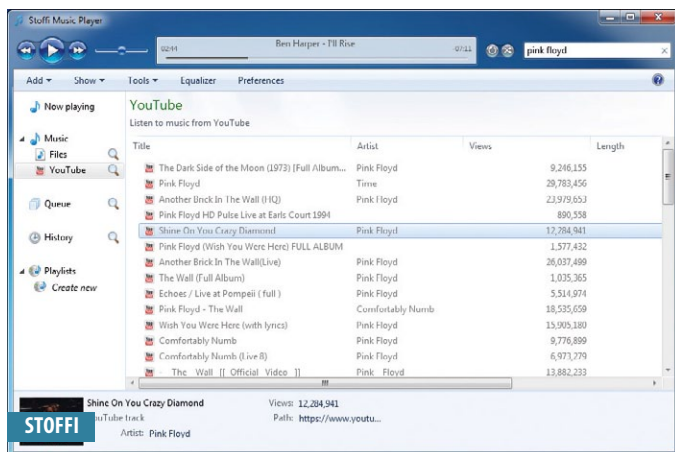 Stoffi Music Player
02:44 Ben Harper - I'll Rise -07:11 pink floyd
Add Show Tools Equalizer Preferences
Now playing
Music
Files
YouTube
Queue
History
Playlists
Create new
YouTube
Listen to music from YouTube
Title Artist Views Length
The Dark Side of the Moon (1973) [Full Album... Pink Floyd 9,246,155
Pink Floyd Time 29,783,456
Another Brick In The Wall (HQ) Pink Floyd 23,979,653
Pink Floyd HD Pulse Live at Earls Court 1994 890,558
Shine On You Crazy Diamond Pink Floyd 12,284,941
Pink Floyd (Wish You Were Here) FULL ALBUM 1,577,432
Another Brick In The Wall(Live) Pink Floyd 26,037,499
The Wall (Full Album) Pink Floyd 1,035,365
Echoes / Live at Pompeii ( full ) Pink Floyd 5,514,974
Pink Floyd - The Wall Comfortably Numb 18,535,659
Wish You Were Here (with lyrics) Pink Floyd 15,905,180
Comfortably Numb Pink Floyd 9,776,899
Comfortably Numb (Live 8) Pink Floyd 6,973,779
- The Wall [[ Official Video ]] Pink Floyd 13,882,233
Shine On You Crazy Diamond Views: 12,284,941
uTube track Path: https://www.youtu...
Artist: Pink Floyd
STOFFI